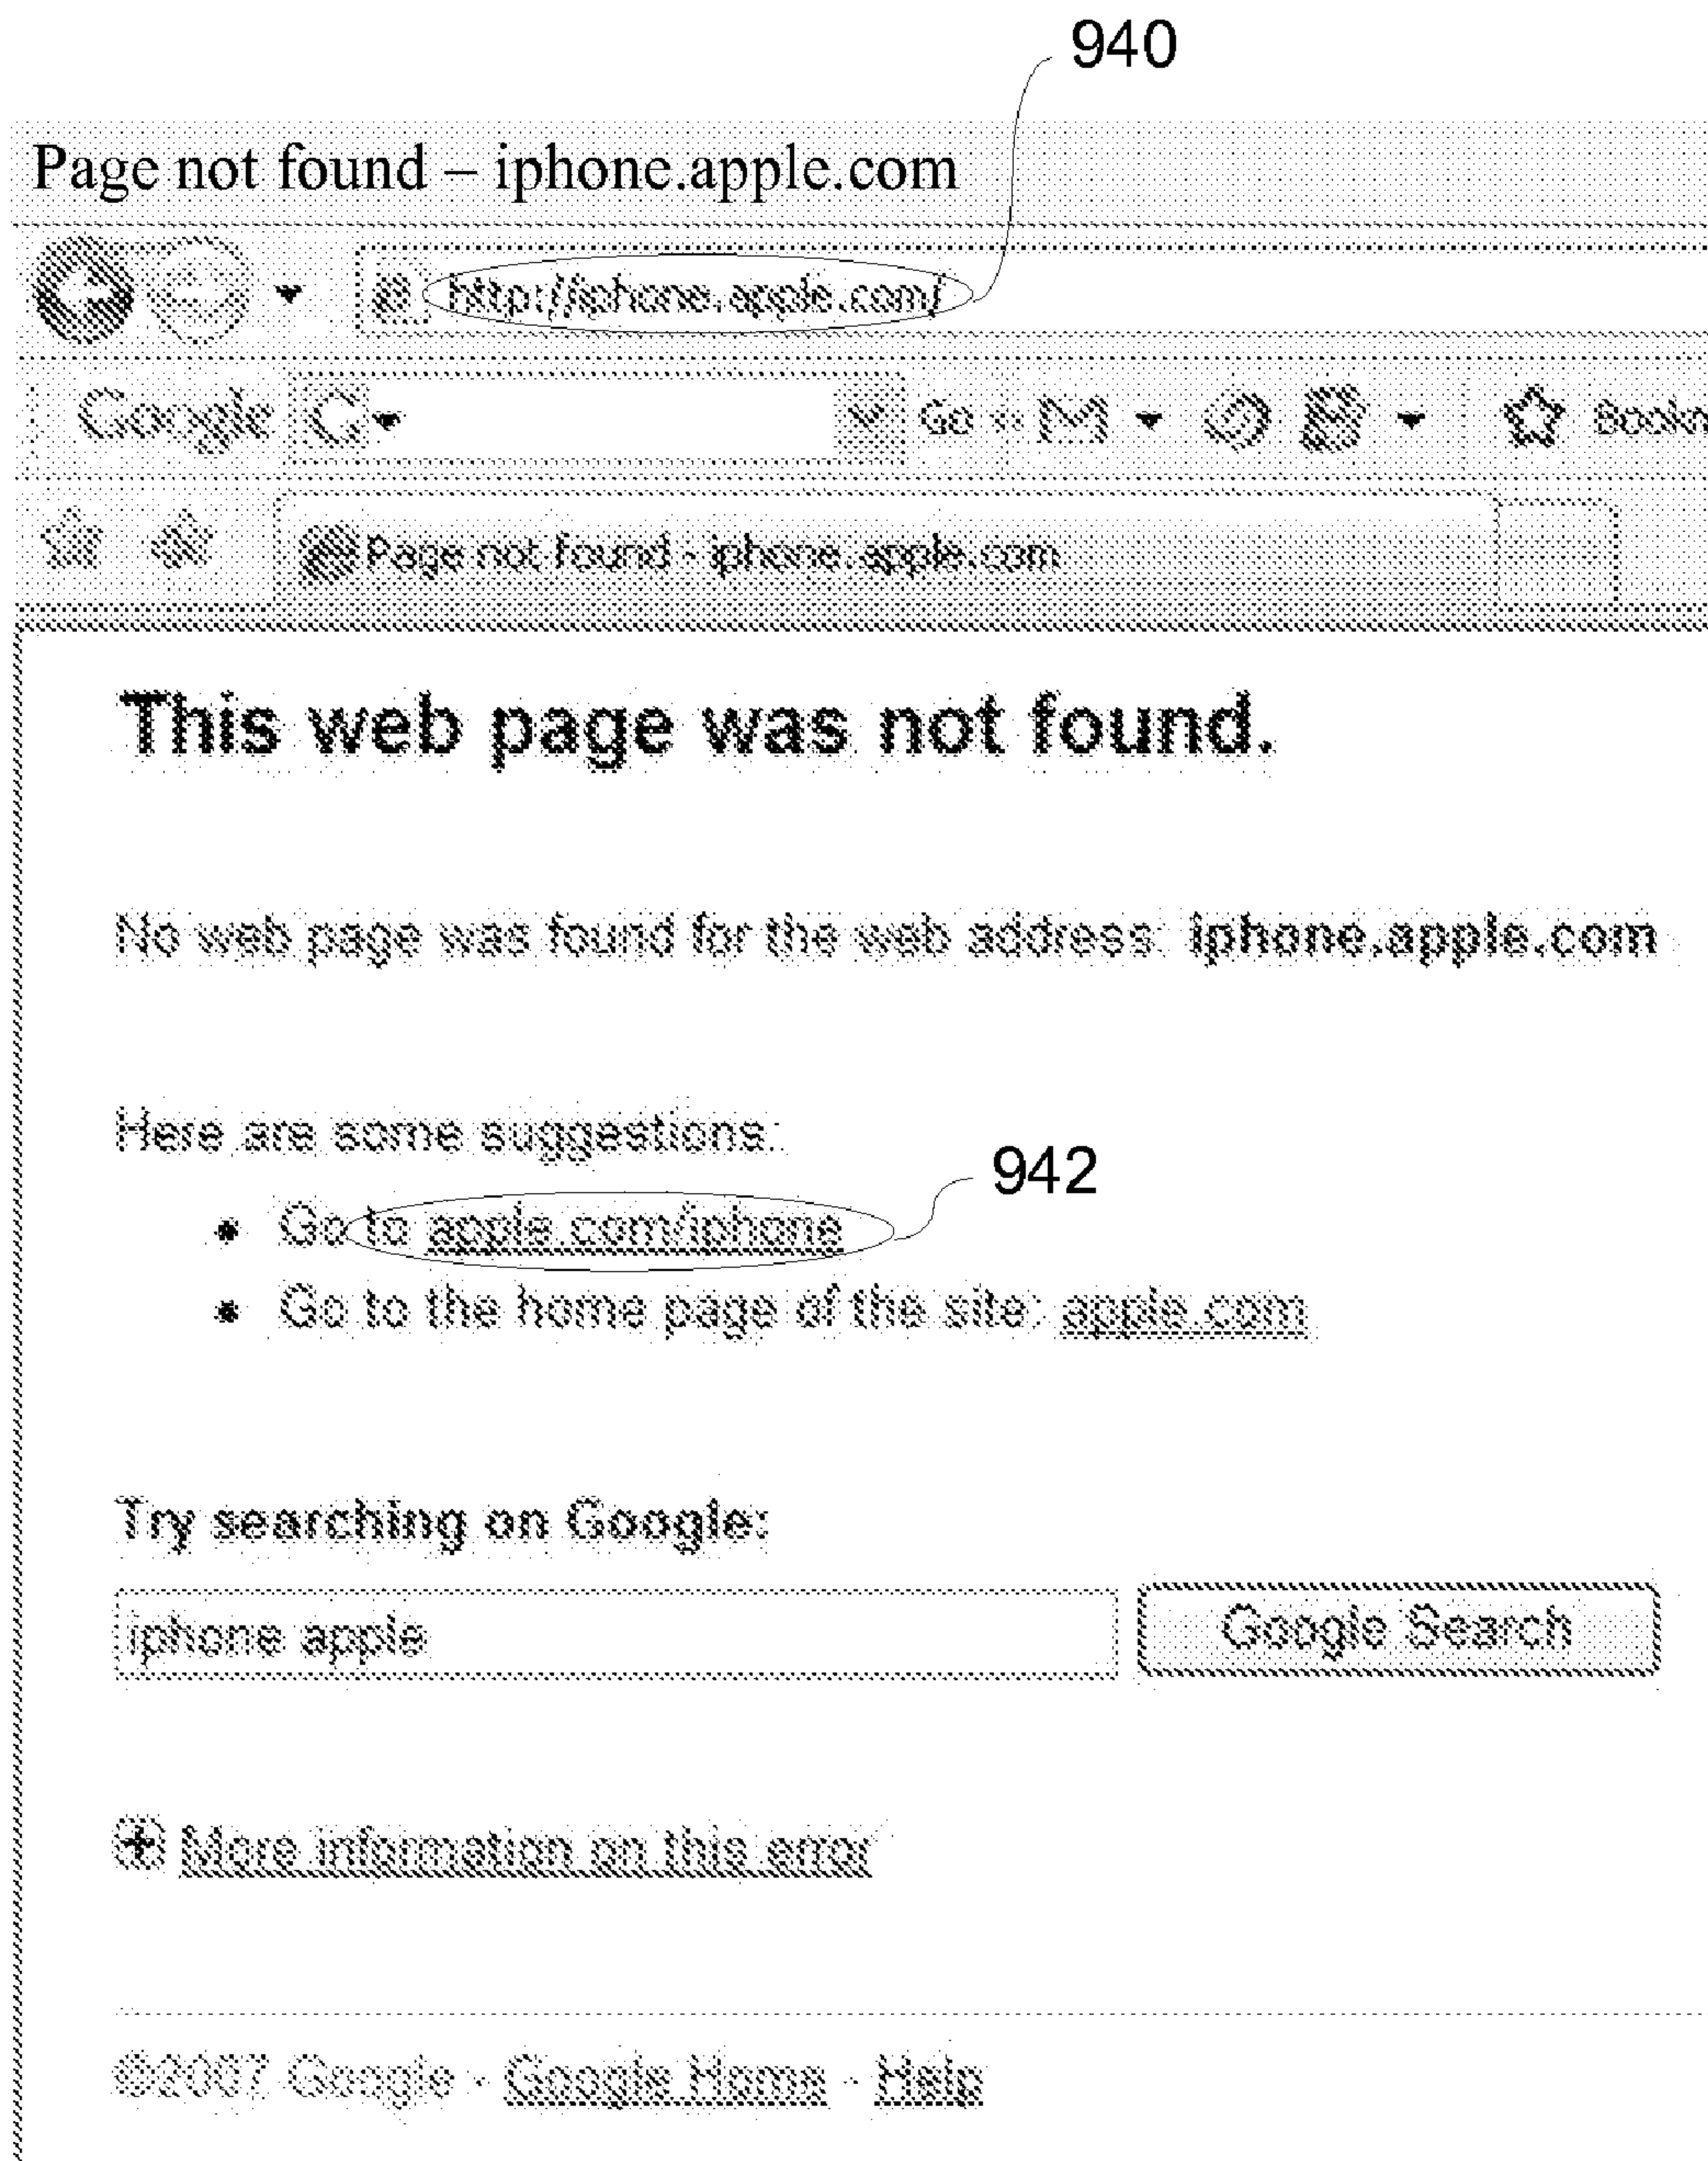 940
Page not found – iphone.apple.com
http://iphone.apple.com/
Google G Go
Page not found - iphone.apple.com
This web page was not found.
No web page was found for the web address: iphone.apple.com
Here are some suggestions:
942
• Go to apple.com/iphone
• Go to the home page of the site: apple.com
Try searching on Google:
iphone apple Google Search
+ More information on this error
©2007 Google - Google Home - Help